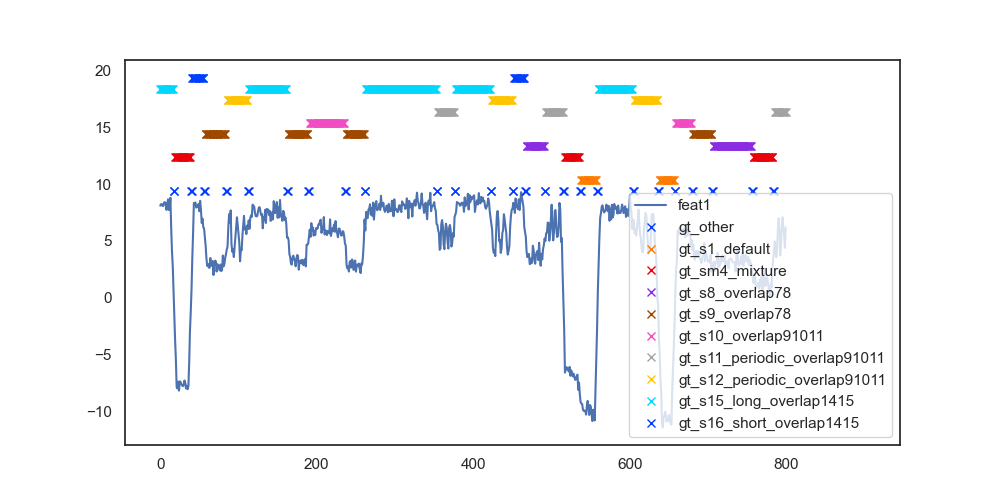 20
15
10
5
0
−5
−10
0
200
400
600
800
feat1
gt_other
gt_s1_default
gt_sm4_mixture
gt_s8_overlap78
gt_s9_overlap78
gt_s10_overlap91011
gt_s11_periodic_overlap91011
gt_s12_periodic_overlap91011
gt_s15_long_overlap1415
gt_s16_short_overlap1415